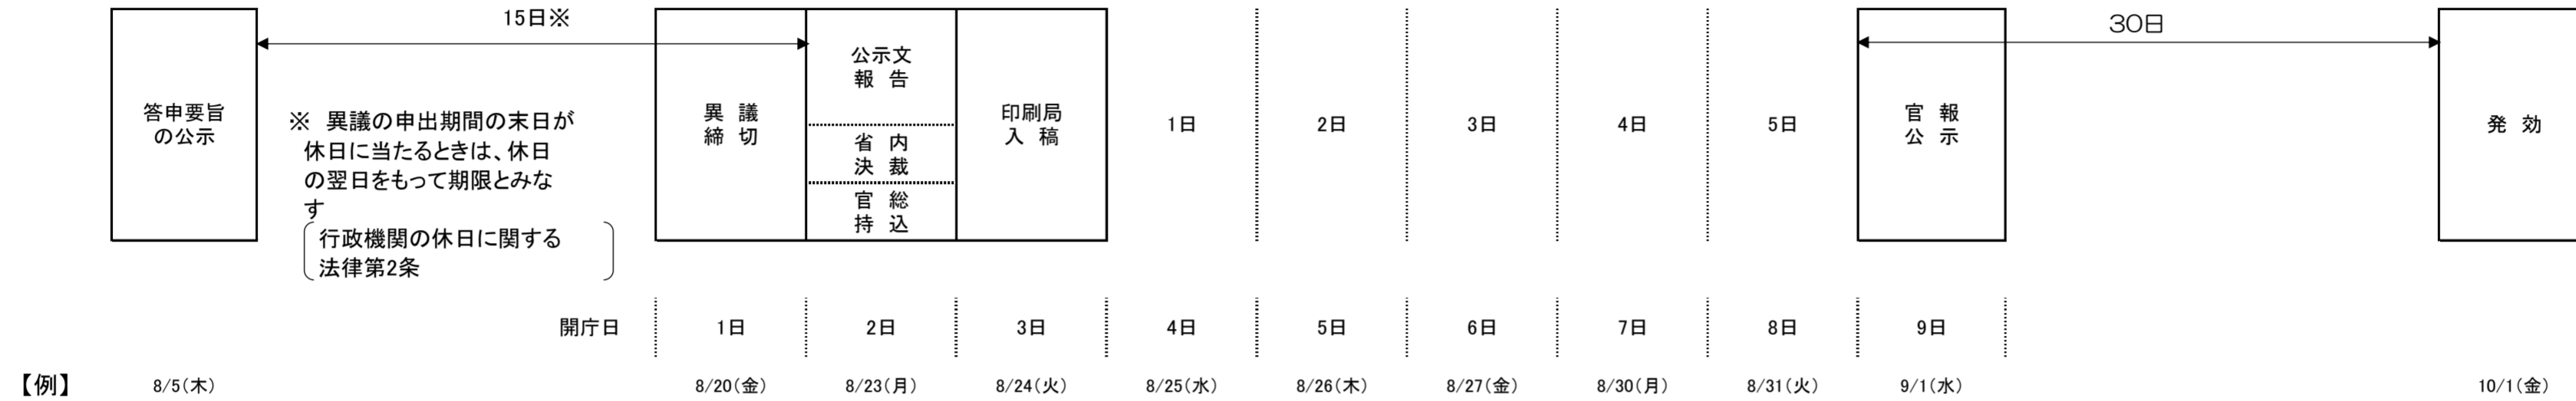 15日※
30日
答申要旨
の公示
※ 異議の申出期間の末日が
休日に当たるときは、休日
の翌日をもって期限とみな
す
行政機関の休日に関する
法律第2条
異 議
締 切
公示文
報 告
省 内
決 裁
官 総
持 込
印刷局
入 稿
1日
2日
3日
4日
5日
官 報
公 示
発 効
開庁日 1日 2日 3日 4日 5日 6日 7日 8日 9日
【例】 8/5(木) 8/20(金) 8/23(月) 8/24(火) 8/25(水) 8/26(木) 8/27(金) 8/30(月) 8/31(火) 9/1(水) 10/1(金)